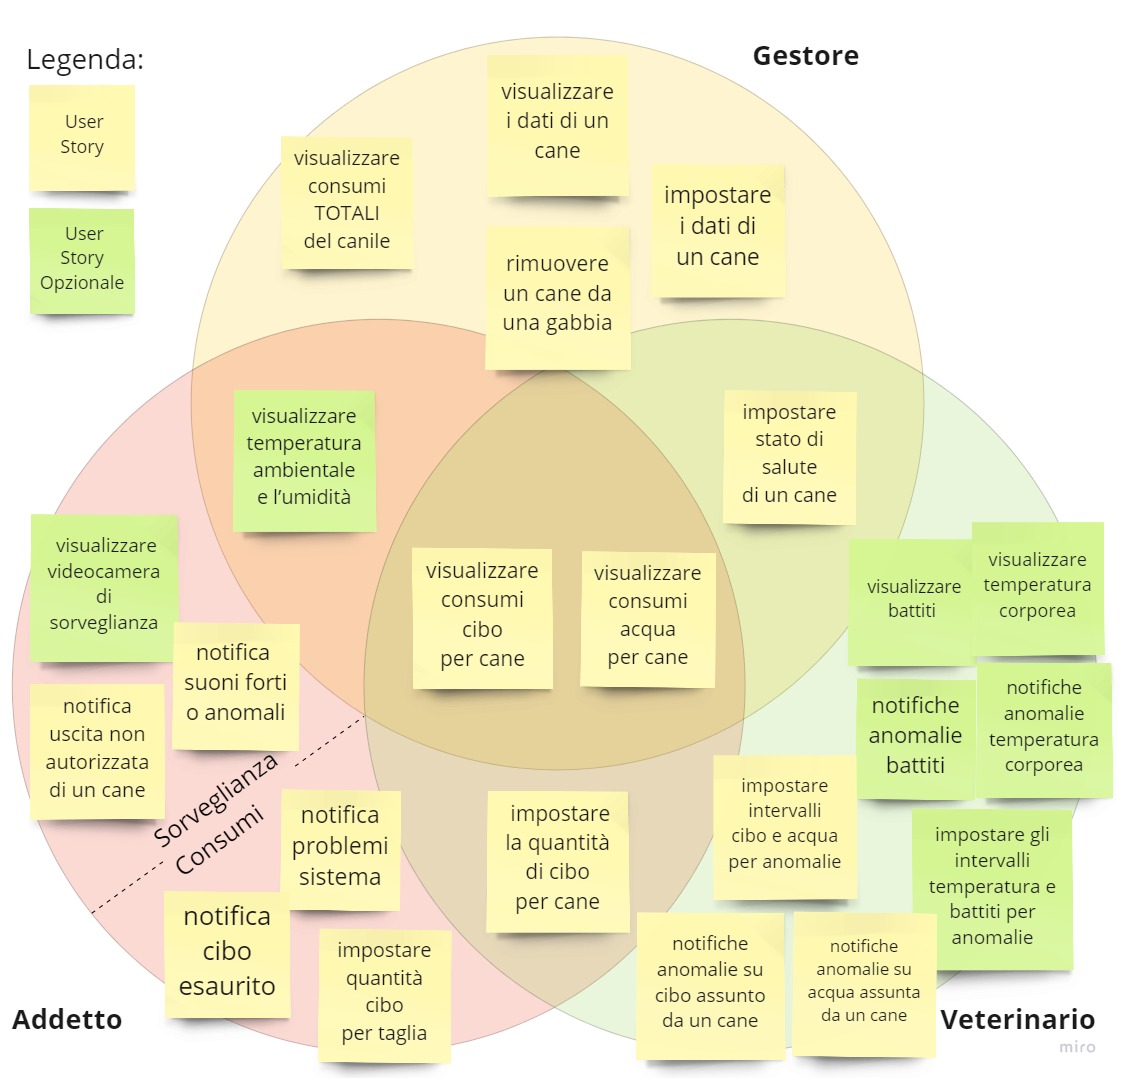 Legenda:
User
Story
User
Story
Opzionale
Gestore
visualizzare
i dati di un
cane
visualizzare
consumi
TOTALI
del canile
impostare
i dati di
un cane
rimuovere
un cane da
una gabbia
visualizzare
temperatura
ambientale
e l’umidità
impostare
stato di
salute
di un cane
visualizzare
videocamera
di
sorveglianza
notifica
suoni forti
o anomali
notifica
uscita non
autorizzata
di un cane
visualizzare
consumi
cibo
per cane
visualizzare
consumi
acqua
per cane
visualizzare
battiti
visualizzare
temperatura
corporea
notifiche
anomalie
battiti
notifiche
anomalie
temperatura
corporea
Sorveglianza
Consumi
notifica
problemi
sistema
notifica
cibo
esaurito
impostare
quantità
cibo
per taglia
impostare
la quantità
di cibo
per cane
impostare
intervalli
cibo e acqua
per anomalie
impostare gli
intervalli
temperatura e
battiti per
anomalie
notifiche
anomalie su
cibo assunto
da un cane
notifiche
anomalie su
acqua assunta
da un cane
Addetto
Veterinario
miro